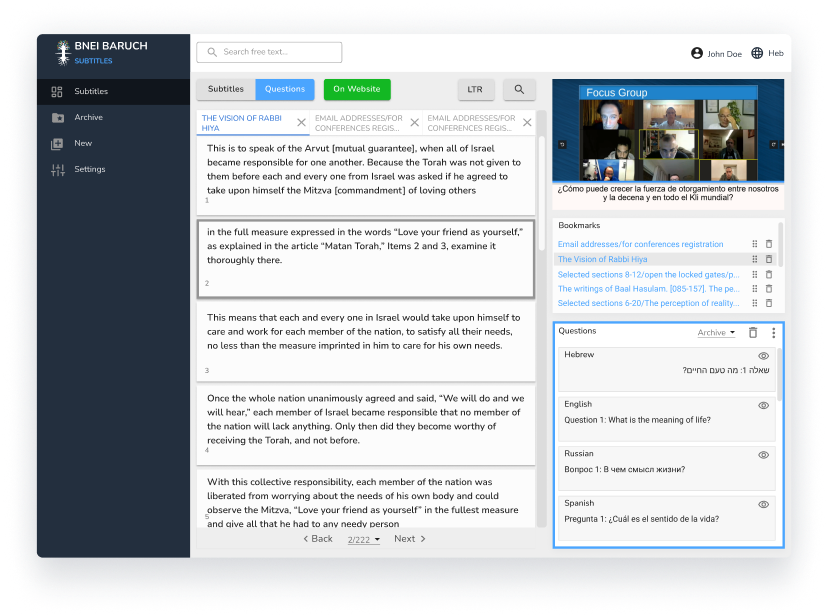 BNEI BARUCH
SUBTITLES
Search free text...
John Doe
Heb
Subtitles
Archive
New
Settings
Subtitles
Questions
On Website
LTR
THE VISION OF RABBI
HIYA
EMAIL ADDRESSES/FOR
CONFERENCES REGIS...
EMAIL ADDRESSES/FOR
CONFERENCES REGIS...
This is to speak of the Arvut [mutual guarantee], when all of Israel
became responsible for one another. Because the Torah was not given to
them before each and every one from Israel was asked if he agreed to
take upon himself the Mitzva [commandment] of loving others
1
in the full measure expressed in the words “Love your friend as yourself,”
as explained in the article “Matan Torah,” Items 2 and 3, examine it
thoroughly there.
2
This means that each and every one in Israel would take upon himself to
care and work for each member of the nation, to satisfy all their needs,
no less than the measure imprinted in him to care for his own needs.
3
Once the whole nation unanimously agreed and said, “We will do and we
will hear,” each member of Israel became responsible that no member of
the nation will lack anything. Only then did they become worthy of
receiving the Torah, and not before.
4
With this collective responsibility, each member of the nation was
liberated from worrying about the needs of his own body and could
observe the Mitzva, “Love your friend as yourself” in the fullest measure
5
and give all that he had to any needy person
Back
2/222
Next
Focus Group
¿Cómo puede crecer la fuerza de otorgamiento entre nosotros
y la decena y en todo el Kli mundial?
Bookmarks
Email addresses/for conferences registration
The Vision of Rabbi Hiya
Selected sections 8-12/open the locked gates/p...
The writings of Baal Hasulam. [085-157]. The pe...
Selected sections 6-20/The perception of reality...
Questions
Archive
Hebrew
שאלה 1: מה טעם החיים?
English
Question 1: What is the meaning of life?
Russian
Вопрос 1: В чем смысл жизни?
Spanish
Pregunta 1: ¿Cuál es el sentido de la vida?